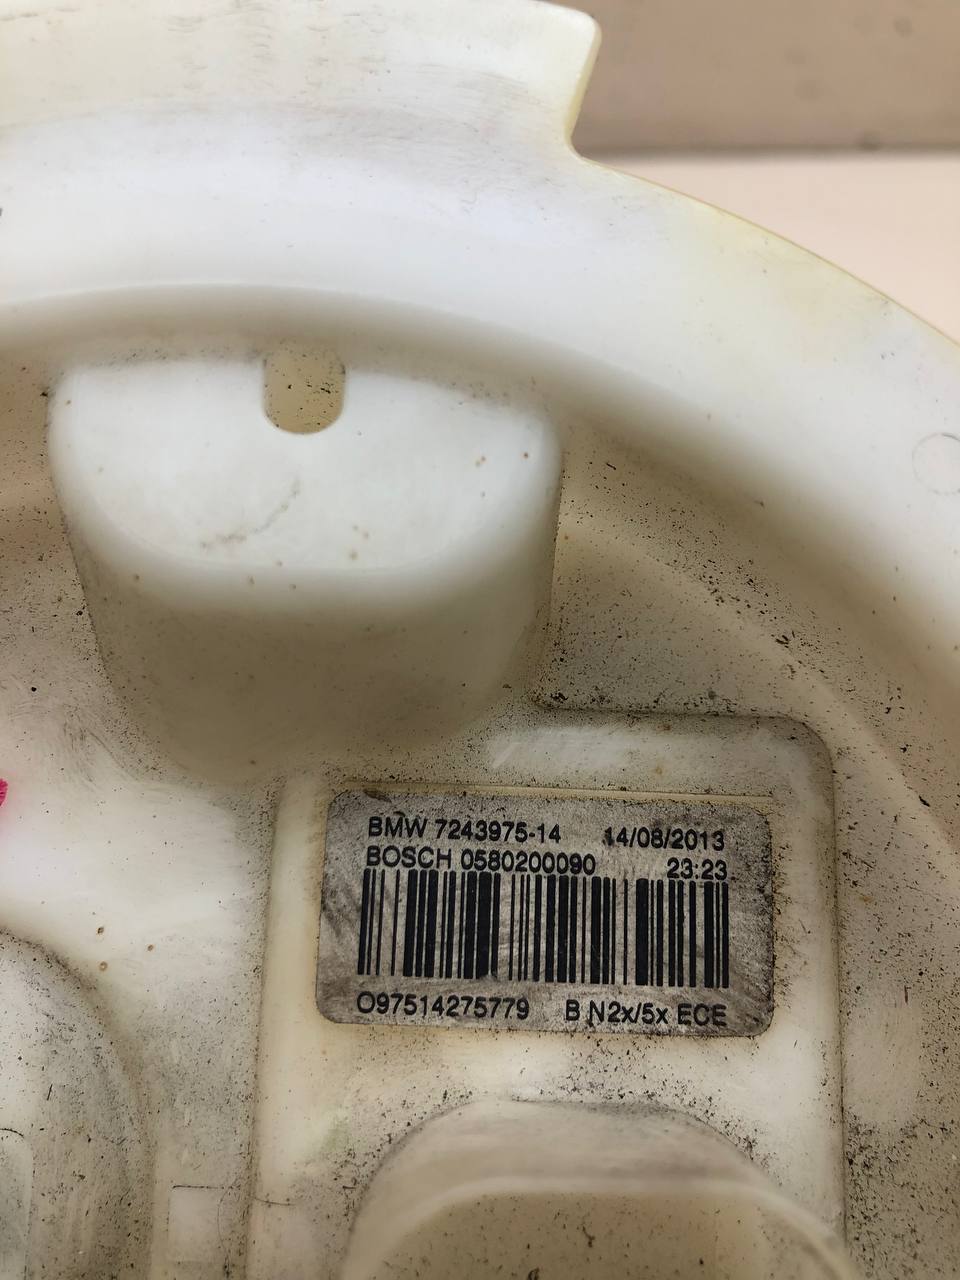 BMW 7243975-14 14/08/2013
BOSCH 0580200090 23:23
O97514275779 B N2x/5x ECE